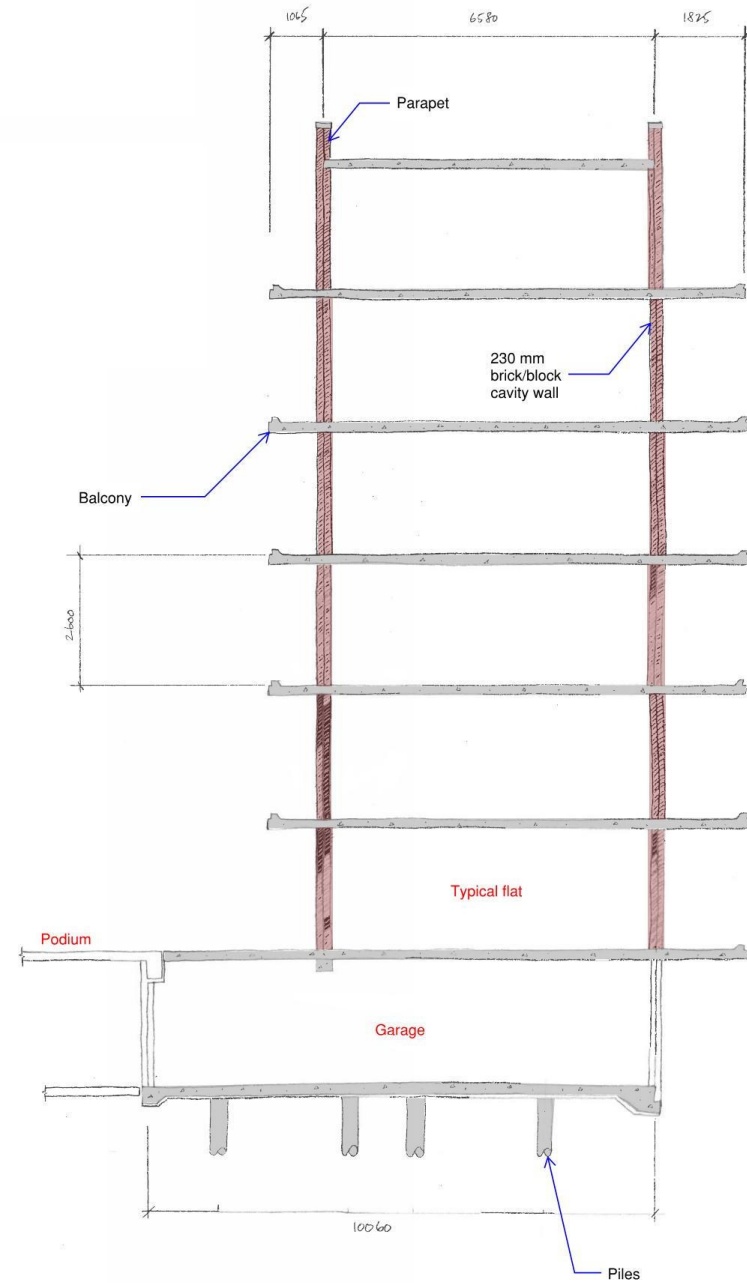 1065
6580
1825
Parapet
230 mm
brick/block
cavity wall
Balcony
2600
Typical flat
Podium
Garage
10060
Piles